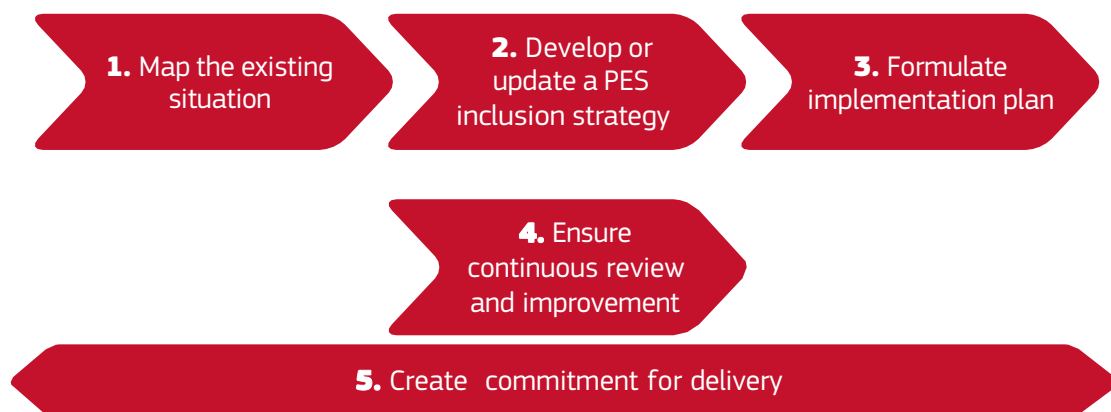 1. Map the existing
situation
2. Develop or
update a PES
inclusion strategy
3. Formulate
implementation plan
4. Ensure
continuous review
and improvement
5. Create commitment for delivery